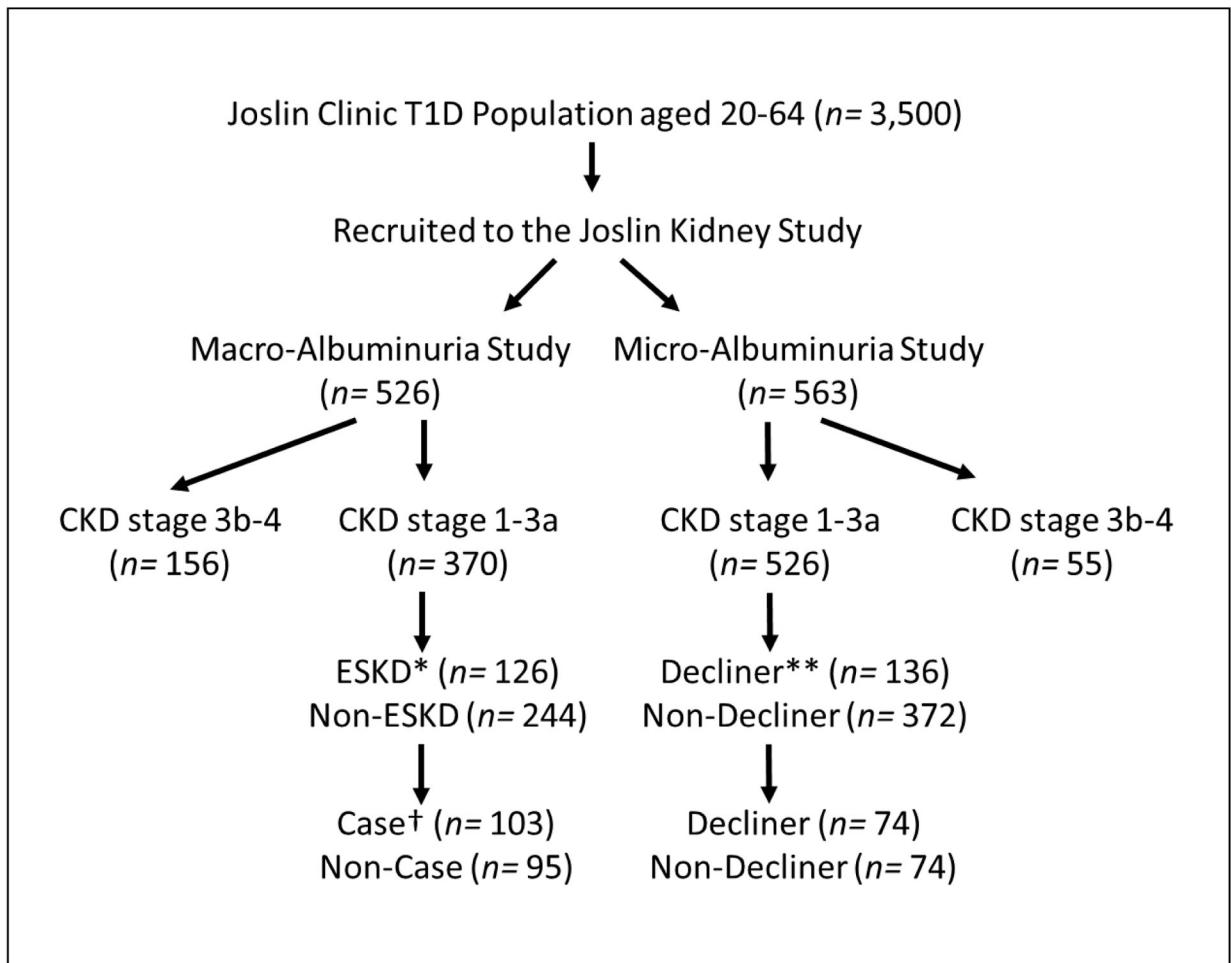 Joslin Clinic T1D Population aged 20-64 (n= 3,500)
Recruited to the Joslin Kidney Study
Macro-Albuminuria Study
(n= 526)
Micro-Albuminuria Study
(n= 563)
CKD stage 3b-4
(n= 156)
CKD stage 1-3a
(n= 370)
CKD stage 1-3a
(n= 526)
CKD stage 3b-4
(n= 55)
ESKD* (n= 126)
Non-ESKD (n= 244)
Decliner** (n= 136)
Non-Decliner (n= 372)
Case† (n= 103)
Non-Case (n= 95)
Decliner (n= 74)
Non-Decliner (n= 74)